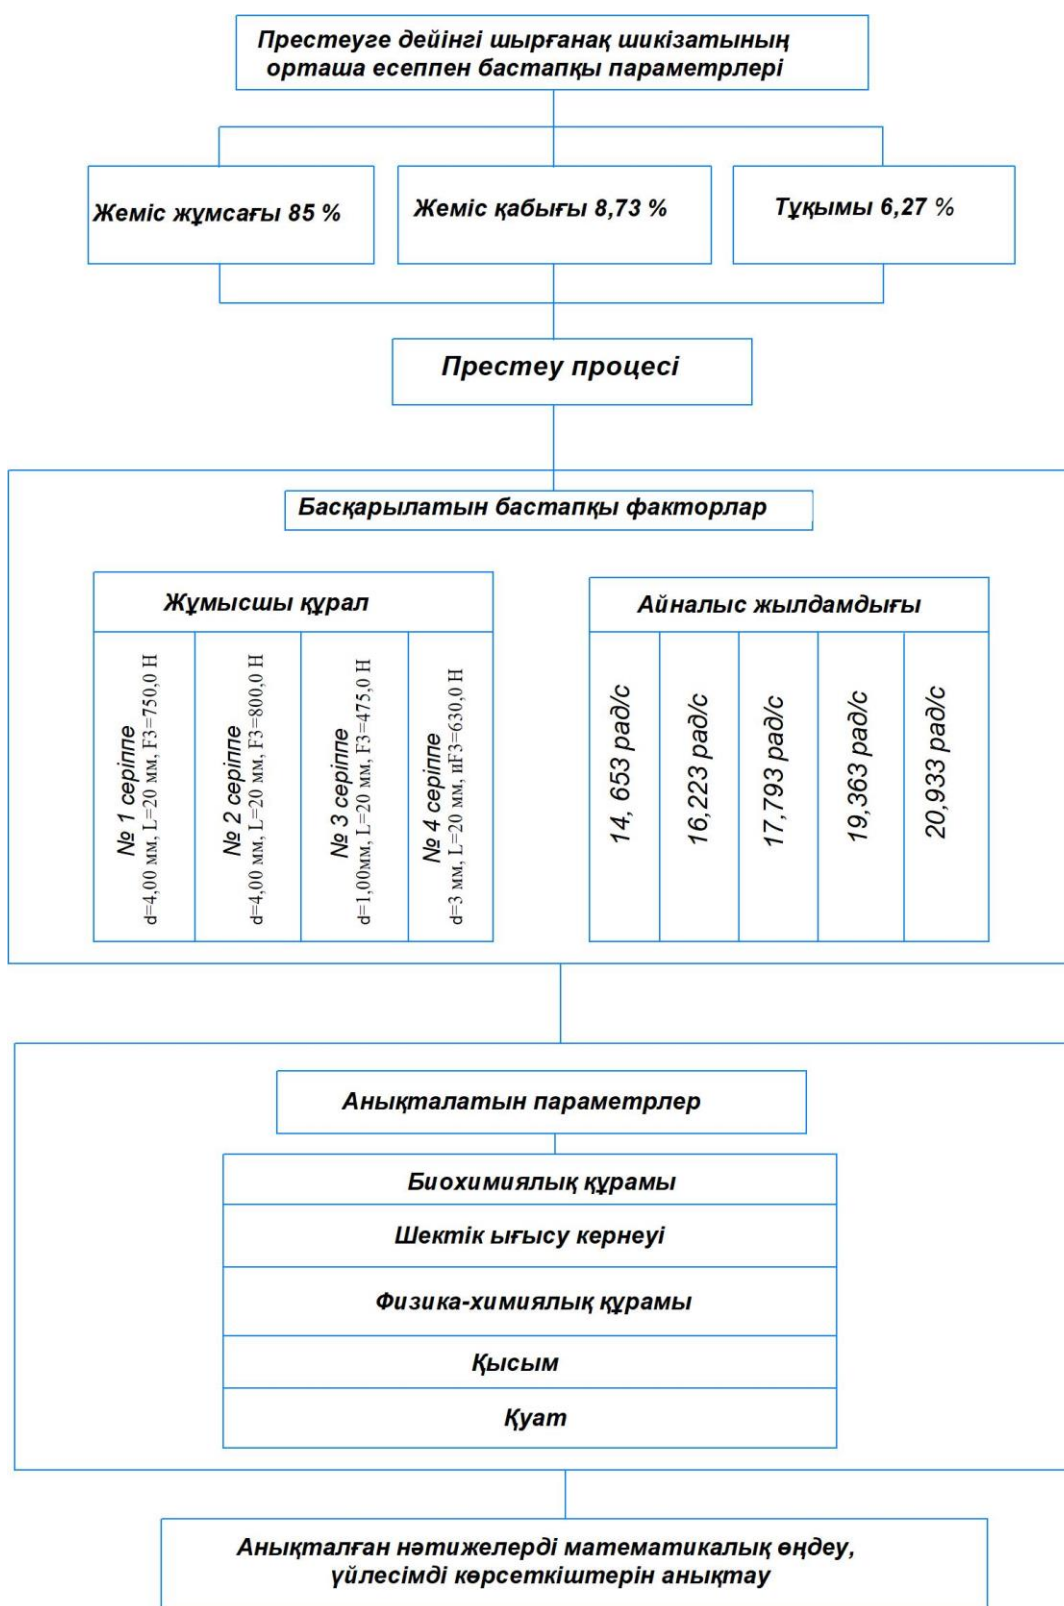 Престеуге дейінгі шырғанақ шикізатының
орташа есеппен бастапқы параметрлері
Жеміс жұмсағы 85 %
Жеміс қабығы 8,73 %
Тұқымы 6,27 %
Престеу процесі
Басқарылатын бастапқы факторлар
Жұмысшы құрал
№ 1 серіппе
d=4,00 мм, L=20 мм, F3=750,0 Н
№ 2 серіппе
d=4,00 мм, L=20 мм, F3=800,0 Н
№ 3 серіппе
d=1,00мм, L=20 мм, F3=475,0 Н
№ 4 серіппе
d=3 мм, L=20 мм, иF3=630,0 Н
Айналыс жылдамдығы
14, 653 рад/с
16,223 рад/с
17,793 рад/с
19,363 рад/с
20,933 рад/с
Анықталатын параметрлер
Биохимиялық құрамы
Шектік ығысу кернеуі
Физика-химиялық құрамы
Қысым
Қуат
Анықталған нәтижелерді математикалық өңдеу,
үйлесімді көрсеткіштерін анықтау